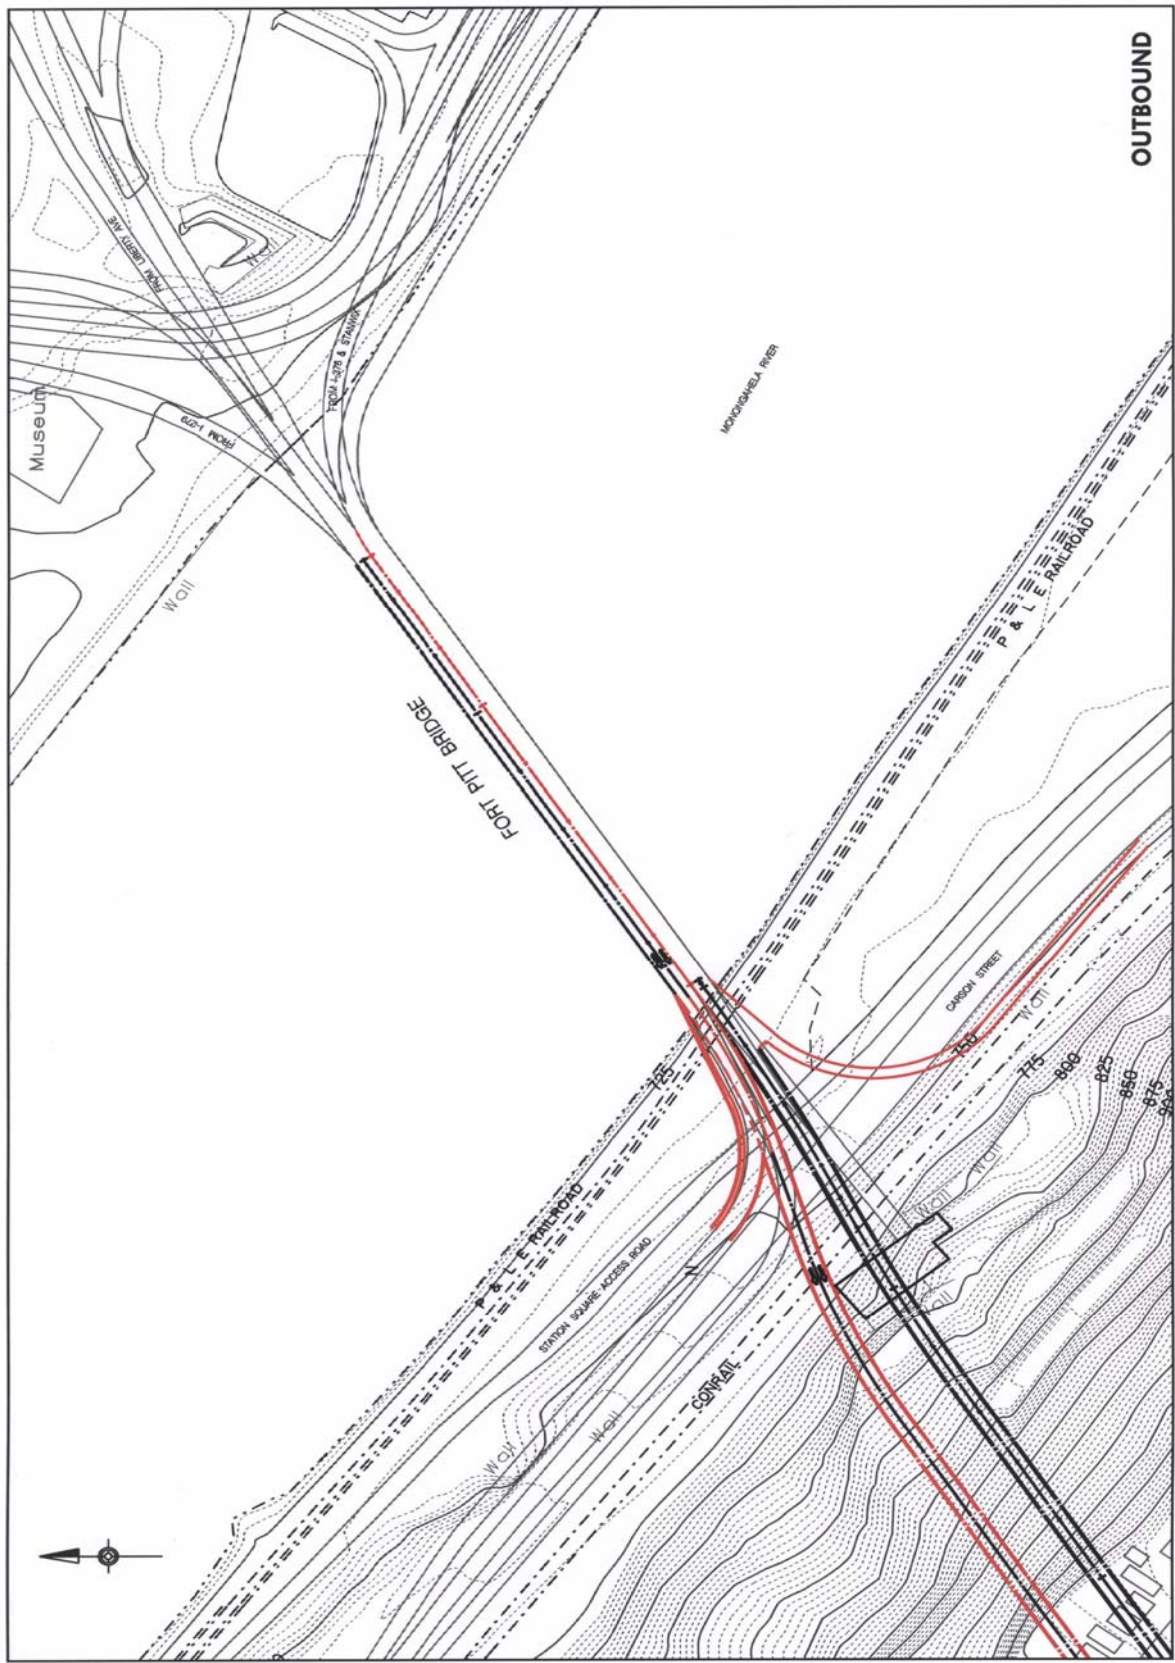 OUTBOUND
FROM LIBERTY AVE
FROM I-376 & STANWIX
FROM I-279
Museum
Wall
MONONGAHELA RIVER
P & L E RAILROAD
FORT PITT BRIDGE
CARSON STREET
Wall
725
750
775
800
825
850
875
Wall
Wall
P & L E RAILROAD
STATION SQUARE ACCESS ROAD
N
CONRAIL
Wall
Wall